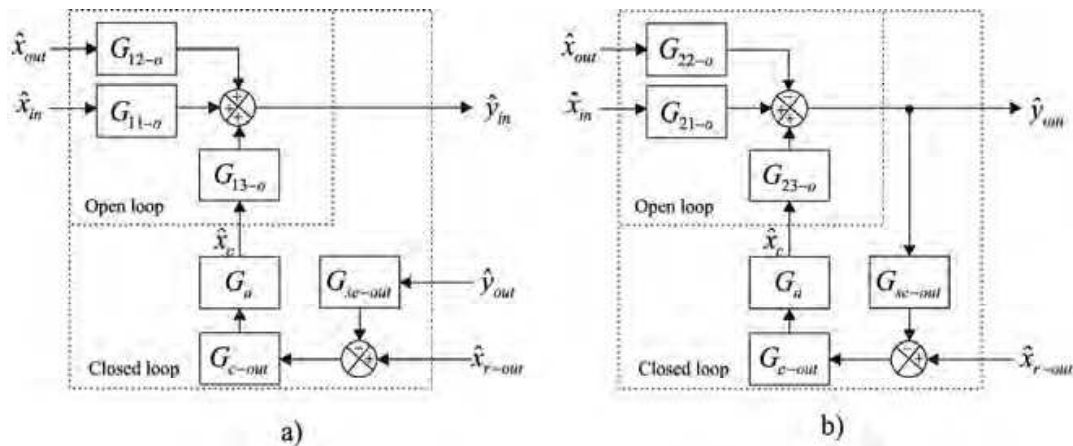 x̂out
G12−o
x̂in
G11−o
ŷin
G13−o
Open loop
x̂c
Ga
Gse−out
ŷout
Closed loop
Gc−out
x̂r−out
a)
x̂out
G22−o
x̂in
G21−o
ŷout
G23−o
Open loop
x̂c
Ga
Gse−out
Closed loop
Gc−out
x̂r−out
b)